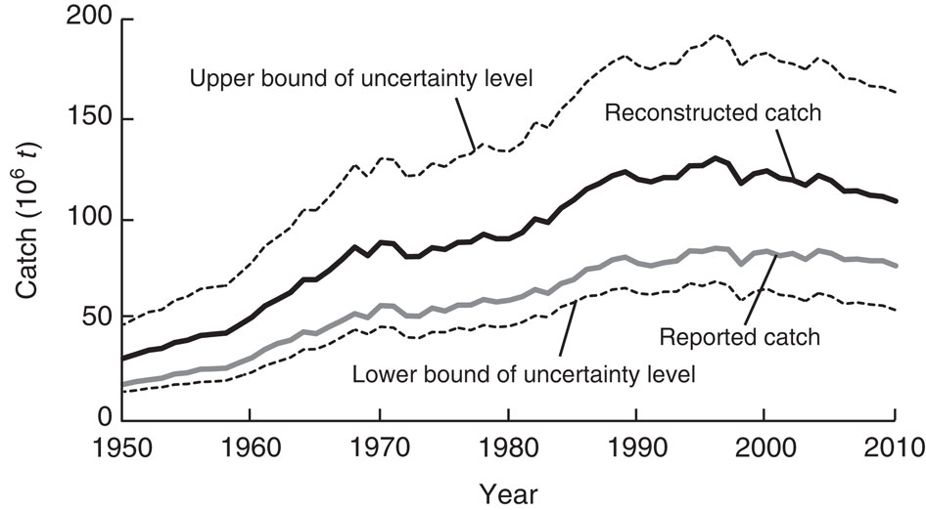 200
Upper bound of uncertainty level
Reconstructed catch
150
Catch (10⁶ t)
100
50
Reported catch
Lower bound of uncertainty level
0
1950 1960 1970 1980 1990 2000 2010
Year